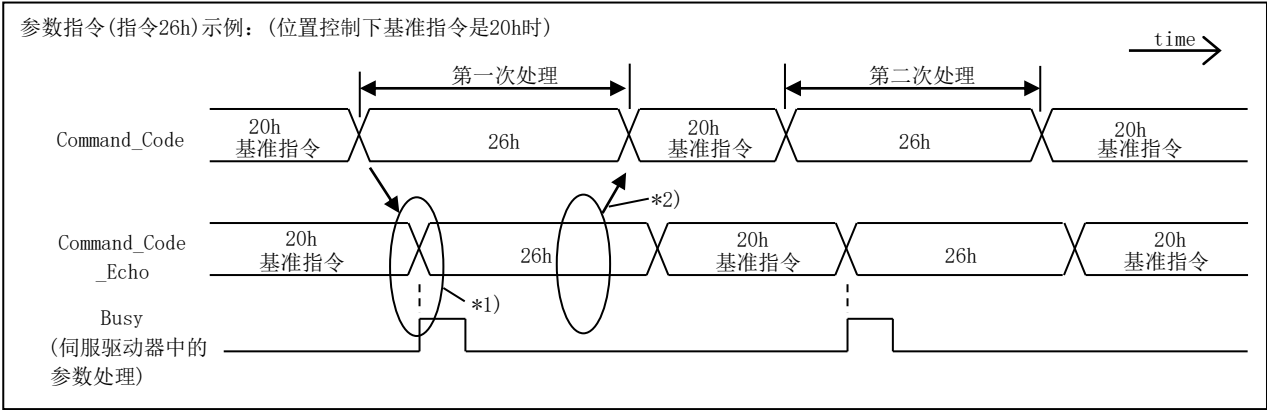 参数指令(指令26h)示例：(位置控制下基准指令是20h时)
time
第一次处理
第二次处理
Command_Code
20h
基准指令
26h
20h
基准指令
26h
20h
基准指令
*2)
Command_Code
_Echo
20h
基准指令
26h
20h
基准指令
26h
20h
基准指令
*1)
Busy
(伺服驱动器中的
参数处理)